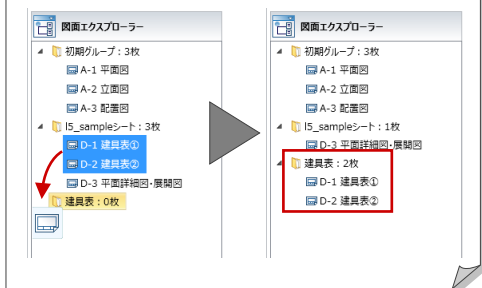 図面エクスプローラー
初期グループ：3枚
A-1 平面図
A-2 立面図
A-3 配置図
I5_sampleシート：3枚
D-1 建具表①
D-2 建具表②
D-3 平面詳細図・展開図
建具表：0枚
図面エクスプローラー
初期グループ：3枚
A-1 平面図
A-2 立面図
A-3 配置図
I5_sampleシート：1枚
D-3 平面詳細図・展開図
建具表：2枚
D-1 建具表①
D-2 建具表②